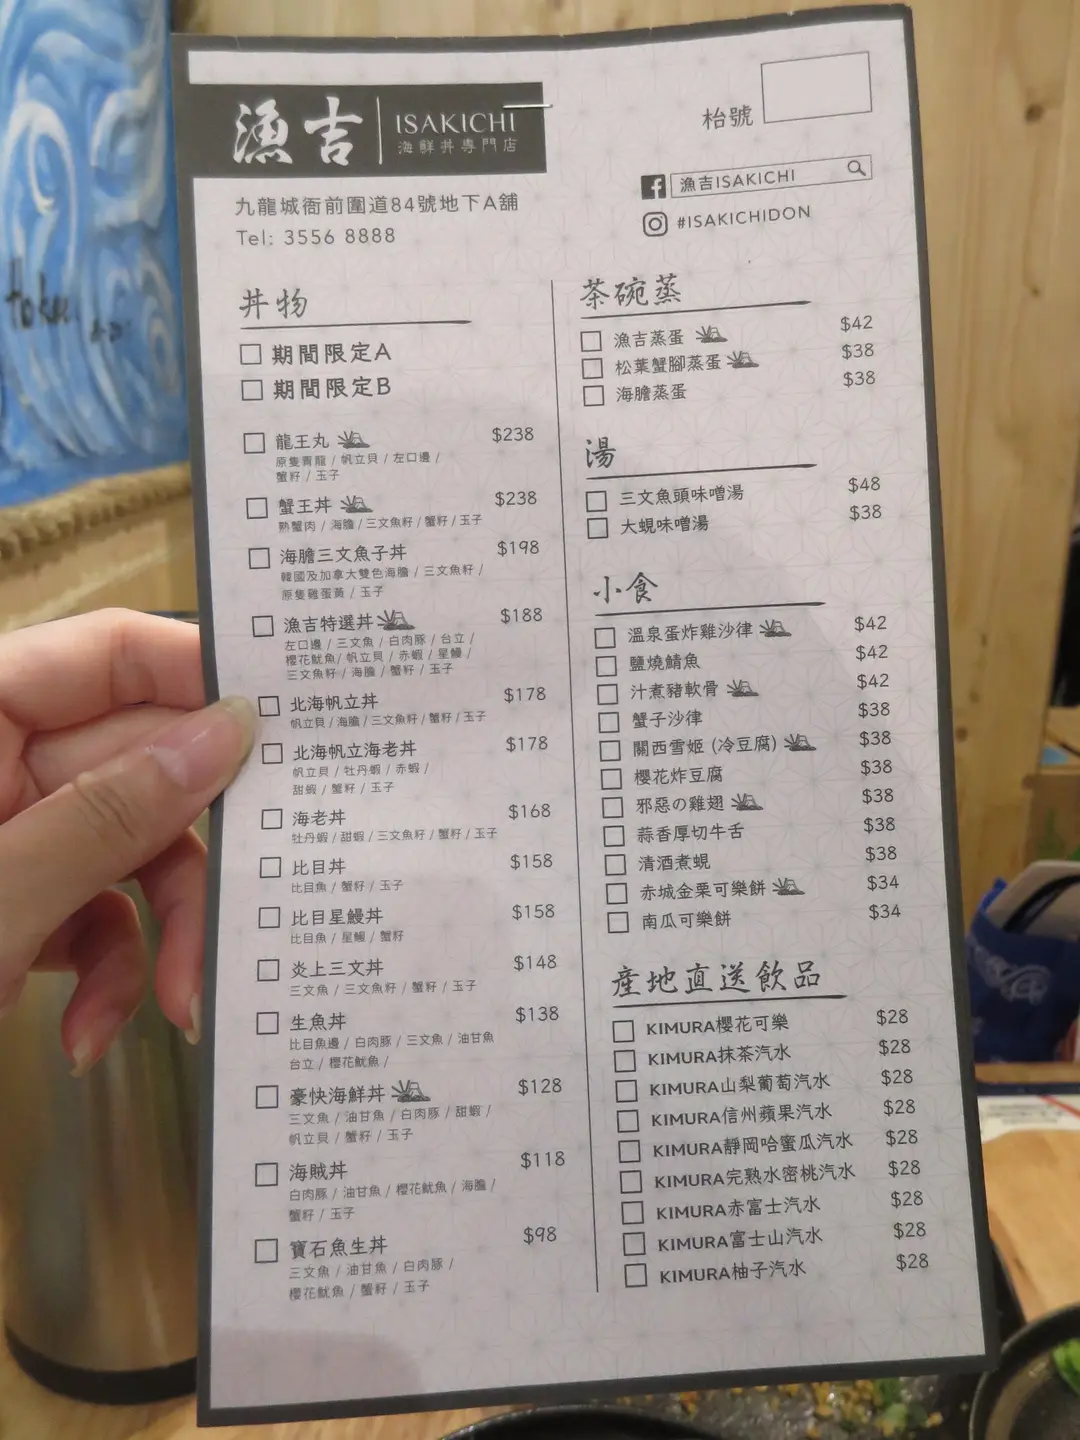 漁吉
ISAKICHI
海鮮丼専門店
九龍城衙前圍道84號地下A舖
Tel: 3556 8888
枱號
漁吉ISAKICHI
#ISAKICHIDON
丼物
期間限定A
期間限定B
龍王丸 $238
原隻青龍 / 帆立貝 / 左口邊 /
蟹籽 / 玉子
蟹王丼 $238
熟蟹肉 / 海膽 / 三文魚籽 / 蟹籽 / 玉子
海膽三文魚子丼 $198
韓國及加拿大雙色海膽 / 三文魚籽 /
原隻雞蛋黃 / 玉子
漁吉特選丼 $188
左口邊 / 三文魚 / 白肉豚 / 台立 /
櫻花魷魚 / 帆立貝 / 赤蝦 / 星鰻 /
三文魚籽 / 海膽 / 蟹籽 / 玉子
北海帆立丼 $178
帆立貝 / 海膽 / 三文魚籽 / 蟹籽 / 玉子
北海帆立海老丼 $178
帆立貝 / 牡丹蝦 / 赤蝦 /
甜蝦 / 蟹籽 / 玉子
海老丼 $168
牡丹蝦 / 甜蝦 / 三文魚籽 / 蟹籽 / 玉子
比目丼 $158
比目魚 / 蟹籽 / 玉子
比目星鰻丼 $158
比目魚 / 星鰻 / 蟹籽
炎上三文丼 $148
三文魚 / 三文魚籽 / 蟹籽 / 玉子
生魚丼 $138
比目魚邊 / 白肉豚 / 三文魚 / 油甘魚
台立 / 櫻花魷魚 /
豪快海鮮丼 $128
三文魚 / 油甘魚 / 白肉豚 / 甜蝦 /
帆立貝 / 蟹籽 / 玉子
海賊丼 $118
白肉豚 / 油甘魚 / 櫻花魷魚 / 海膽 /
蟹籽 / 玉子
寶石魚生丼 $98
三文魚 / 油甘魚 / 白肉豚 /
櫻花魷魚 / 蟹籽 / 玉子
茶碗蒸
漁吉蒸蛋 $42
松葉蟹腳蒸蛋 $38
海膽蒸蛋 $38
湯
三文魚頭味噌湯 $48
大蜆味噌湯 $38
小食
溫泉蛋炸雞沙律 $42
鹽燒鯖魚 $42
汁煮豬軟骨 $42
蟹子沙律 $38
關西雪姬 (冷豆腐) $38
櫻花炸豆腐 $38
邪惡の雞翅 $38
蒜香厚切牛舌 $38
清酒煮蜆 $38
赤城金栗可樂餅 $34
南瓜可樂餅 $34
産地直送飲品
KIMURA櫻花可樂 $28
KIMURA抹茶汽水 $28
KIMURA山梨葡萄汽水 $28
KIMURA信州蘋果汽水 $28
KIMURA靜岡哈蜜瓜汽水 $28
KIMURA完熟水密桃汽水 $28
KIMURA赤富士汽水 $28
KIMURA富士山汽水 $28
KIMURA柚子汽水 $28